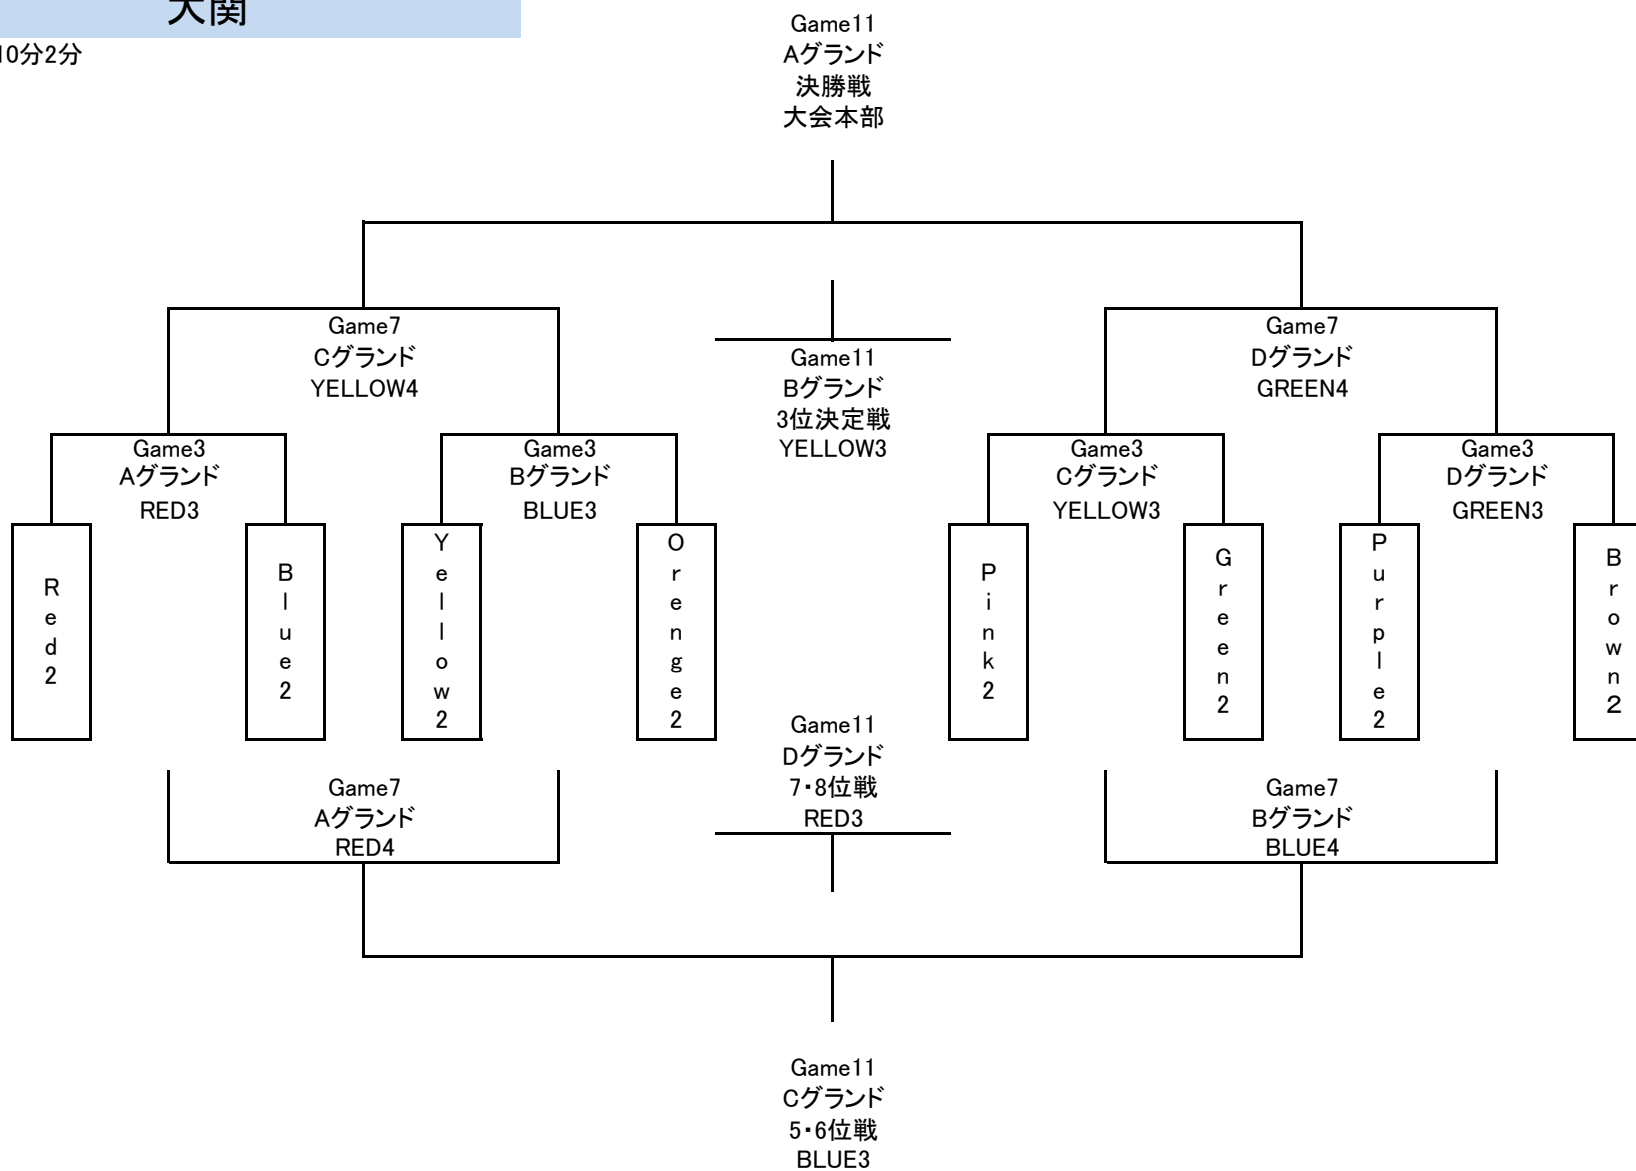 大関
10分2分
Game11
Aグランド
決勝戦
大会本部
Game7
Cグランド
YELLOW4
Game11
Bグランド
3位決定戦
YELLOW3
Game7
Dグランド
GREEN4
Game3
Aグランド
RED3
Game3
Bグランド
BLUE3
Game3
Cグランド
YELLOW3
Game3
Dグランド
GREEN3
Red2
Blue2
Yellow2
Orenge2
Pink2
Green2
Purple2
Brown2
Game11
Dグランド
7・8位戦
RED3
Game7
Aグランド
RED4
Game7
Bグランド
BLUE4
Game11
Cグランド
5・6位戦
BLUE3